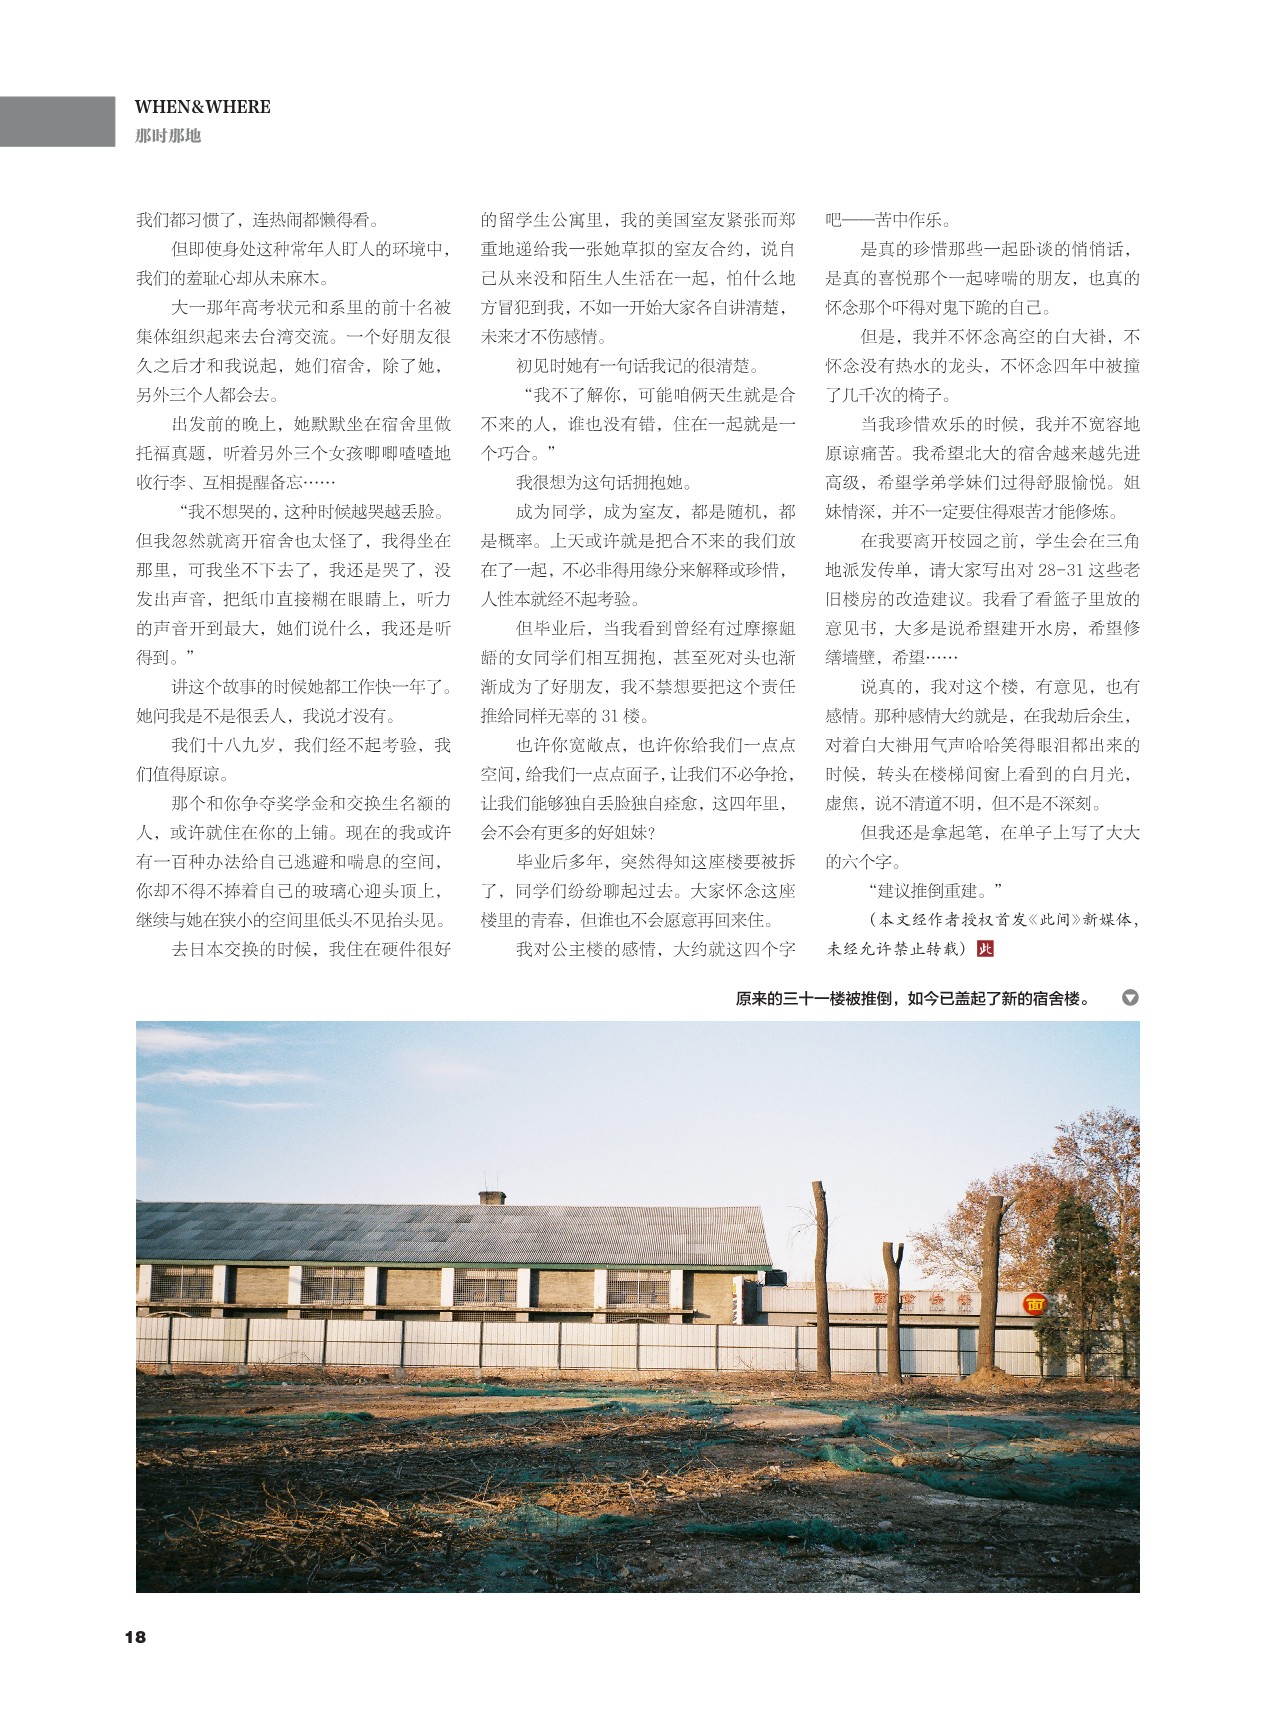 WHEN&WHERE
那时那地
我们都习惯了，连热闹都懒得看。
但即使身处这种常年人盯人的环境中，
我们的羞耻心却从未麻木。
大一那年高考状元和系里的前十名被
集体组织起来去台湾交流。一个好朋友很
久之后才和我说起，她们宿舍，除了她，
另外三个人都会去。
出发前的晚上，她默默坐在宿舍里做
托福真题，听着另外三个女孩唧唧喳喳地
收行李、互相提醒备忘……
“我不想哭的，这种时候越哭越丢脸。
但我忽然就离开宿舍也太怪了，我得坐在
那里，可我坐不下去了，我还是哭了，没
发出声音，把纸巾直接糊在眼睛上，听力
的声音开到最大，她们说什么，我还是听
得到。”
讲这个故事的时候她都工作快一年了。
她问我是不是很丢人，我说才没有。
我们十八九岁，我们经不起考验，我
们值得原谅。
那个和你争夺奖学金和交换生名额的
人，或许就住在你的上铺。现在的我或许
有一百种办法给自己逃避和喘息的空间，
你却不得不捧着自己的玻璃心迎头顶上，
继续与她在狭小的空间里低头不见抬头见。
去日本交换的时候，我住在硬件很好
的留学生公寓里，我的美国室友紧张而郑
重地递给我一张她草拟的室友合约，说自
己从来没和陌生人生活在一起，怕什么地
方冒犯到我，不如一开始大家各自讲清楚，
未来才不伤感情。
初见时她有一句话我记的很清楚。
“我不了解你，可能咱俩天生就是合
不来的人，谁也没有错，住在一起就是一
个巧合。”
我很想为这句话拥抱她。
成为同学，成为室友，都是随机，都
是概率。上天或许就是把合不来的我们放
在了一起，不必非得用缘分来解释或珍惜，
人性本就经不起考验。
但毕业后，当我看到曾经有过摩擦龃
龉的女同学们相互拥抱，甚至死对头也渐
渐成为了好朋友，我不禁想要把这个责任
推给同样无辜的 31 楼。
也许你宽敞点，也许你给我们一点点
空间，给我们一点点面子，让我们不必争抢，
让我们能够独自丢脸独自痊愈，这四年里，
会不会有更多的好姐妹?
毕业后多年，突然得知这座楼要被拆
了，同学们纷纷聊起过去。大家怀念这座
楼里的青春，但谁也不会愿意再回来住。
我对公主楼的感情，大约就这四个字
吧——苦中作乐。
是真的珍惜那些一起卧谈的悄悄话，
是真的喜悦那个一起哮喘的朋友，也真的
怀念那个吓得对鬼下跪的自己。
但是，我并不怀念高空的白大褂，不
怀念没有热水的龙头，不怀念四年中被撞
了几千次的椅子。
当我珍惜欢乐的时候，我并不宽容地
原谅痛苦。我希望北大的宿舍越来越先进
高级，希望学弟学妹们过得舒服愉悦。姐
妹情深，并不一定要住得艰苦才能修炼。
在我要离开校园之前，学生会在三角
地派发传单，请大家写出对 28-31 这些老
旧楼房的改造建议。我看了看篮子里放的
意见书，大多是说希望建开水房，希望修
缮墙壁，希望……
说真的，我对这个楼，有意见，也有
感情。那种感情大约就是，在我劫后余生，
对着白大褂用气声哈哈笑得眼泪都出来的
时候，转头在楼梯间窗上看到的白月光，
虚焦，说不清道不明，但不是不深刻。
但我还是拿起笔，在单子上写了大大
的六个字。
“建议推倒重建。”
（本文经作者授权首发《此间》新媒体，
未经允许禁止转载）此
原来的三十一楼被推倒，如今已盖起了新的宿舍楼。
面
18